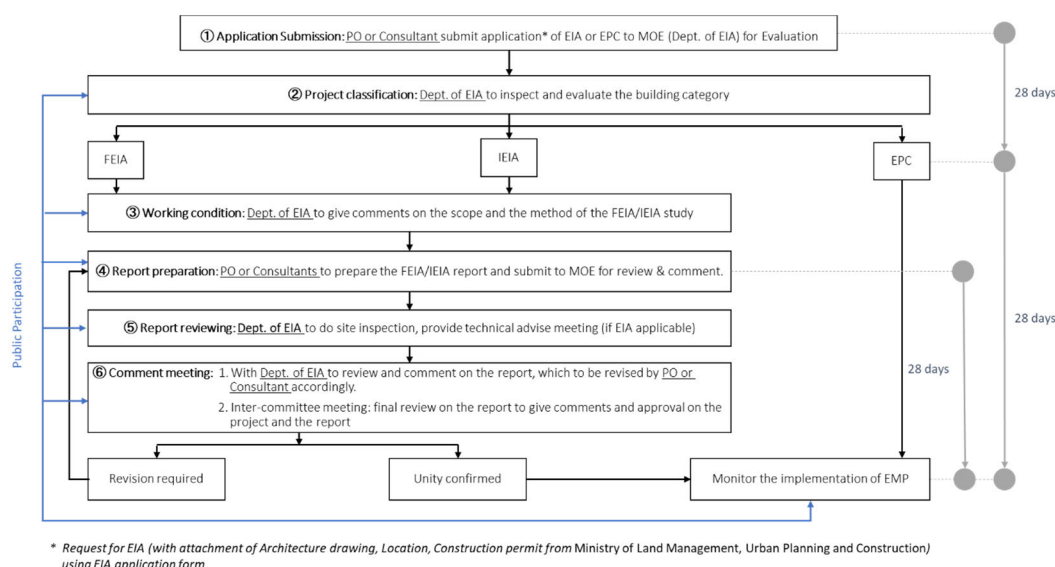 ① Application Submission: PO or Consultant submit application* of EIA or EPC to MOE (Dept. of EIA) for Evaluation
② Project classification: Dept. of EIA to inspect and evaluate the building category
28 days
FEIA
IEIA
EPC
③ Working condition: Dept. of EIA to give comments on the scope and the method of the FEIA/IEIA study
④ Report preparation: PO or Consultants to prepare the FEIA/IEIA report and submit to MOE for review & comment.
Public Participation
⑤ Report reviewing: Dept. of EIA to do site inspection, provide technical advise meeting (if EIA applicable)
28 days
⑥ Comment meeting: 1. With Dept. of EIA to review and comment on the report, which to be revised by PO or
Consultant accordingly.
2. Inter-committee meeting: final review on the report to give comments and approval on the
project and the report
28 days
Revision required
Unity confirmed
Monitor the implementation of EMP
* Request for EIA (with attachment of Architecture drawing, Location, Construction permit from Ministry of Land Management, Urban Planning and Construction)
using EIA application form